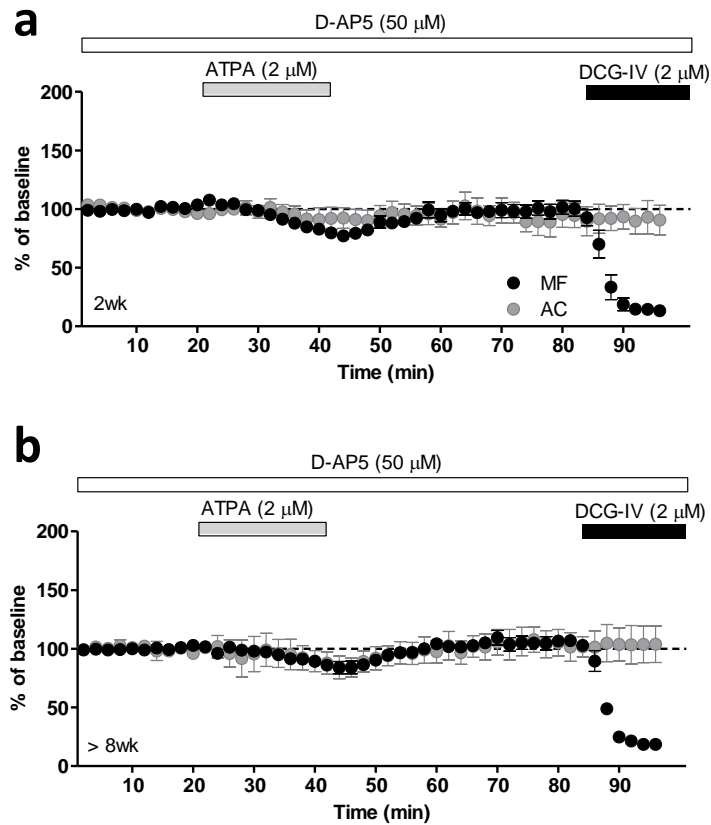 a
D-AP5 (50 μM)
ATPA (2 μM)
DCG-IV (2 μM)
200
150
100
50
0
% of baseline
MF
AC
2wk
10 20 30 40 50 60 70 80 90
Time (min)
b
D-AP5 (50 μM)
ATPA (2 μM)
DCG-IV (2 μM)
200
150
100
50
0
% of baseline
> 8wk
10 20 30 40 50 60 70 80 90
Time (min)